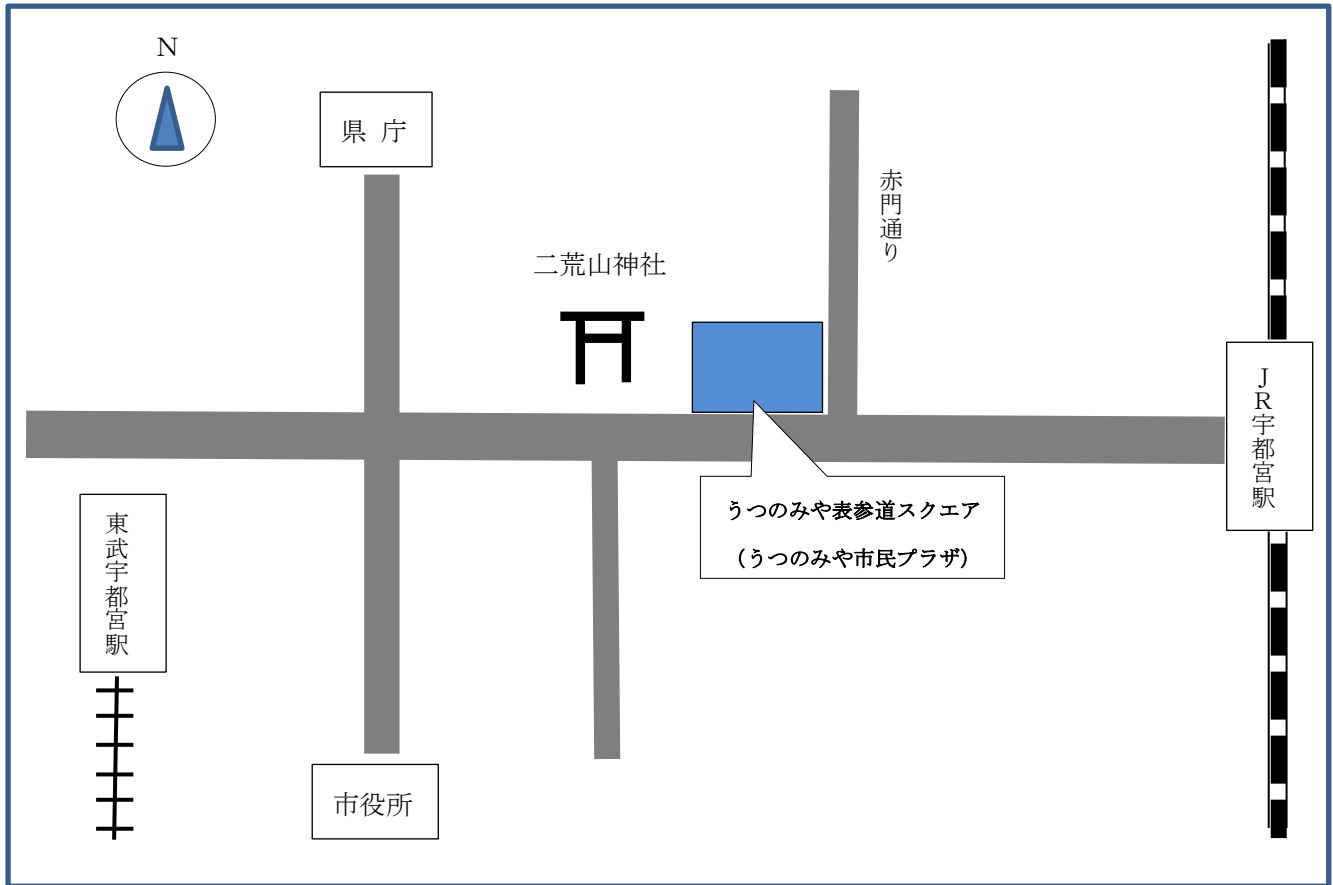 N
県 庁
赤門通り
二荒山神社
JR宇都宮駅
うつのみや表参道スクエア
(うつのみや市民プラザ)
東武宇都宮駅
市役所